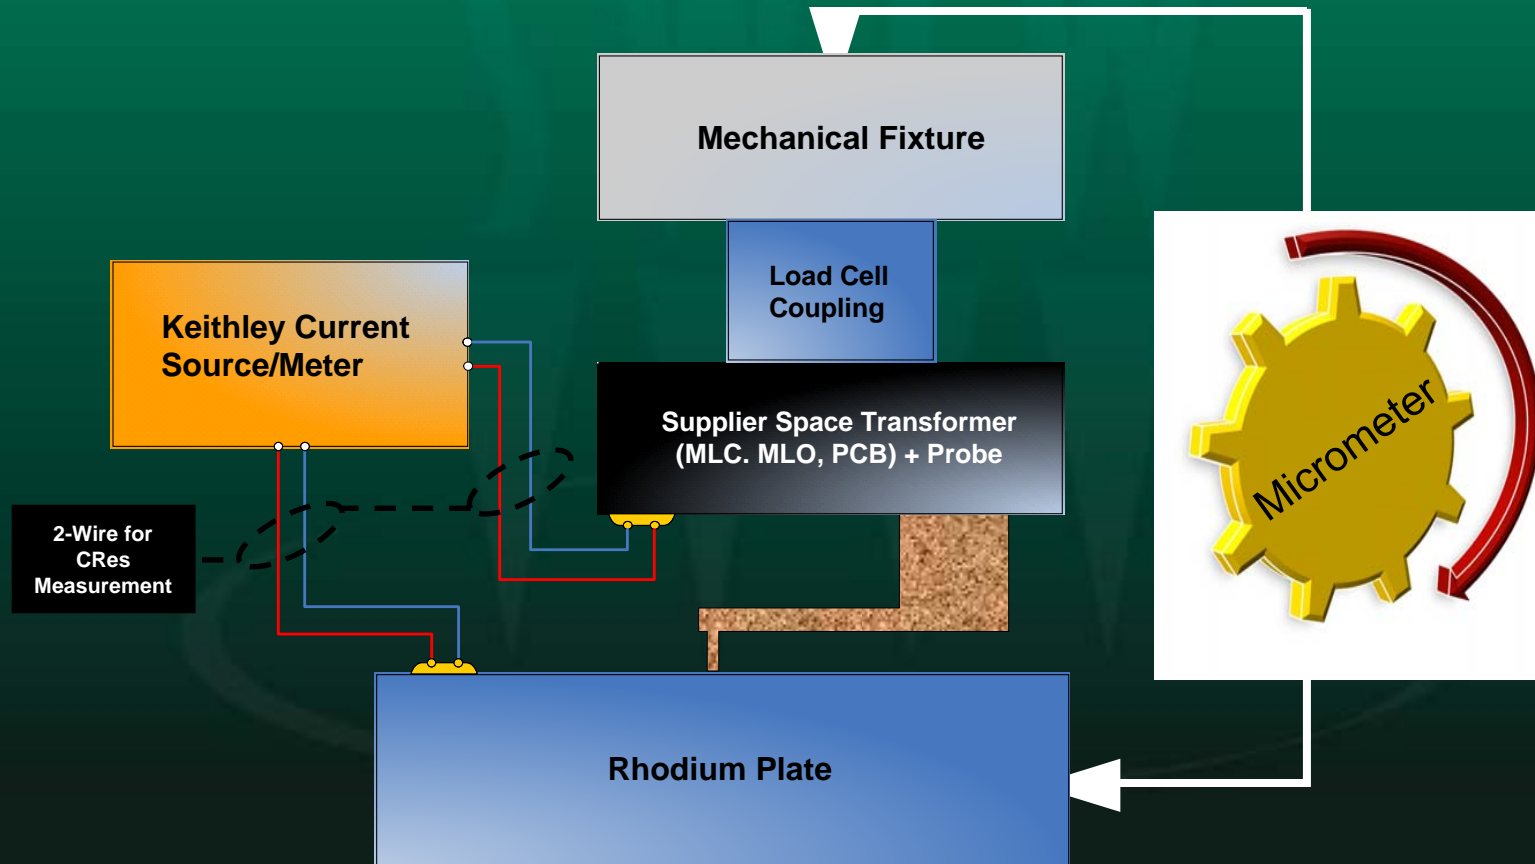 Mechanical Fixture
Load Cell
Coupling
Keithley Current
Source/Meter
Supplier Space Transformer
(MLC. MLO, PCB) + Probe
Micrometer
2-Wire for
CRes
Measurement
Rhodium Plate